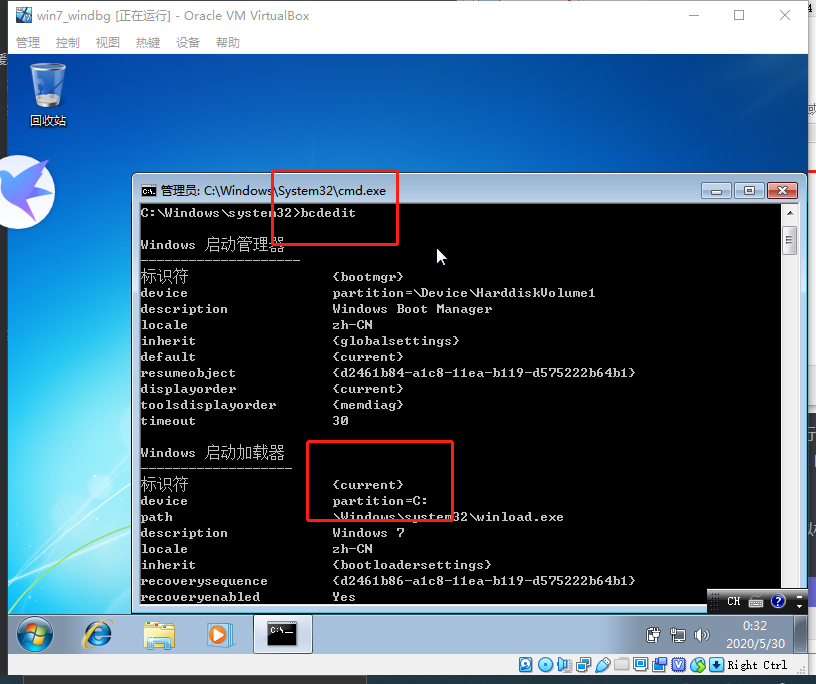 win7_windbg [正在运行] - Oracle VM VirtualBox
管理 控制 视图 热键 设备 帮助
回收站
管理员: C:\Windows\System32\cmd.exe
C:\Windows\system32>bcdedit
Windows 启动管理器
--------------------
标识符 {bootmgr}
device partition=\Device\HarddiskVolume1
description Windows Boot Manager
locale zh-CN
inherit {globalsettings}
default {current}
resumeobject {d2461b84-a1c8-11ea-b119-d575222b64b1}
displayorder {current}
toolsdisplayorder {memdiag}
timeout 30
Windows 启动加载器
-------------------
标识符 {current}
device partition=C:
path \Windows\system32\winload.exe
description Windows 7
locale zh-CN
inherit {bootloadersettings}
recoverysequence {d2461b86-a1c8-11ea-b119-d575222b64b1}
recoveryenabled Yes
CH
0:32
2020/5/30
Right Ctrl